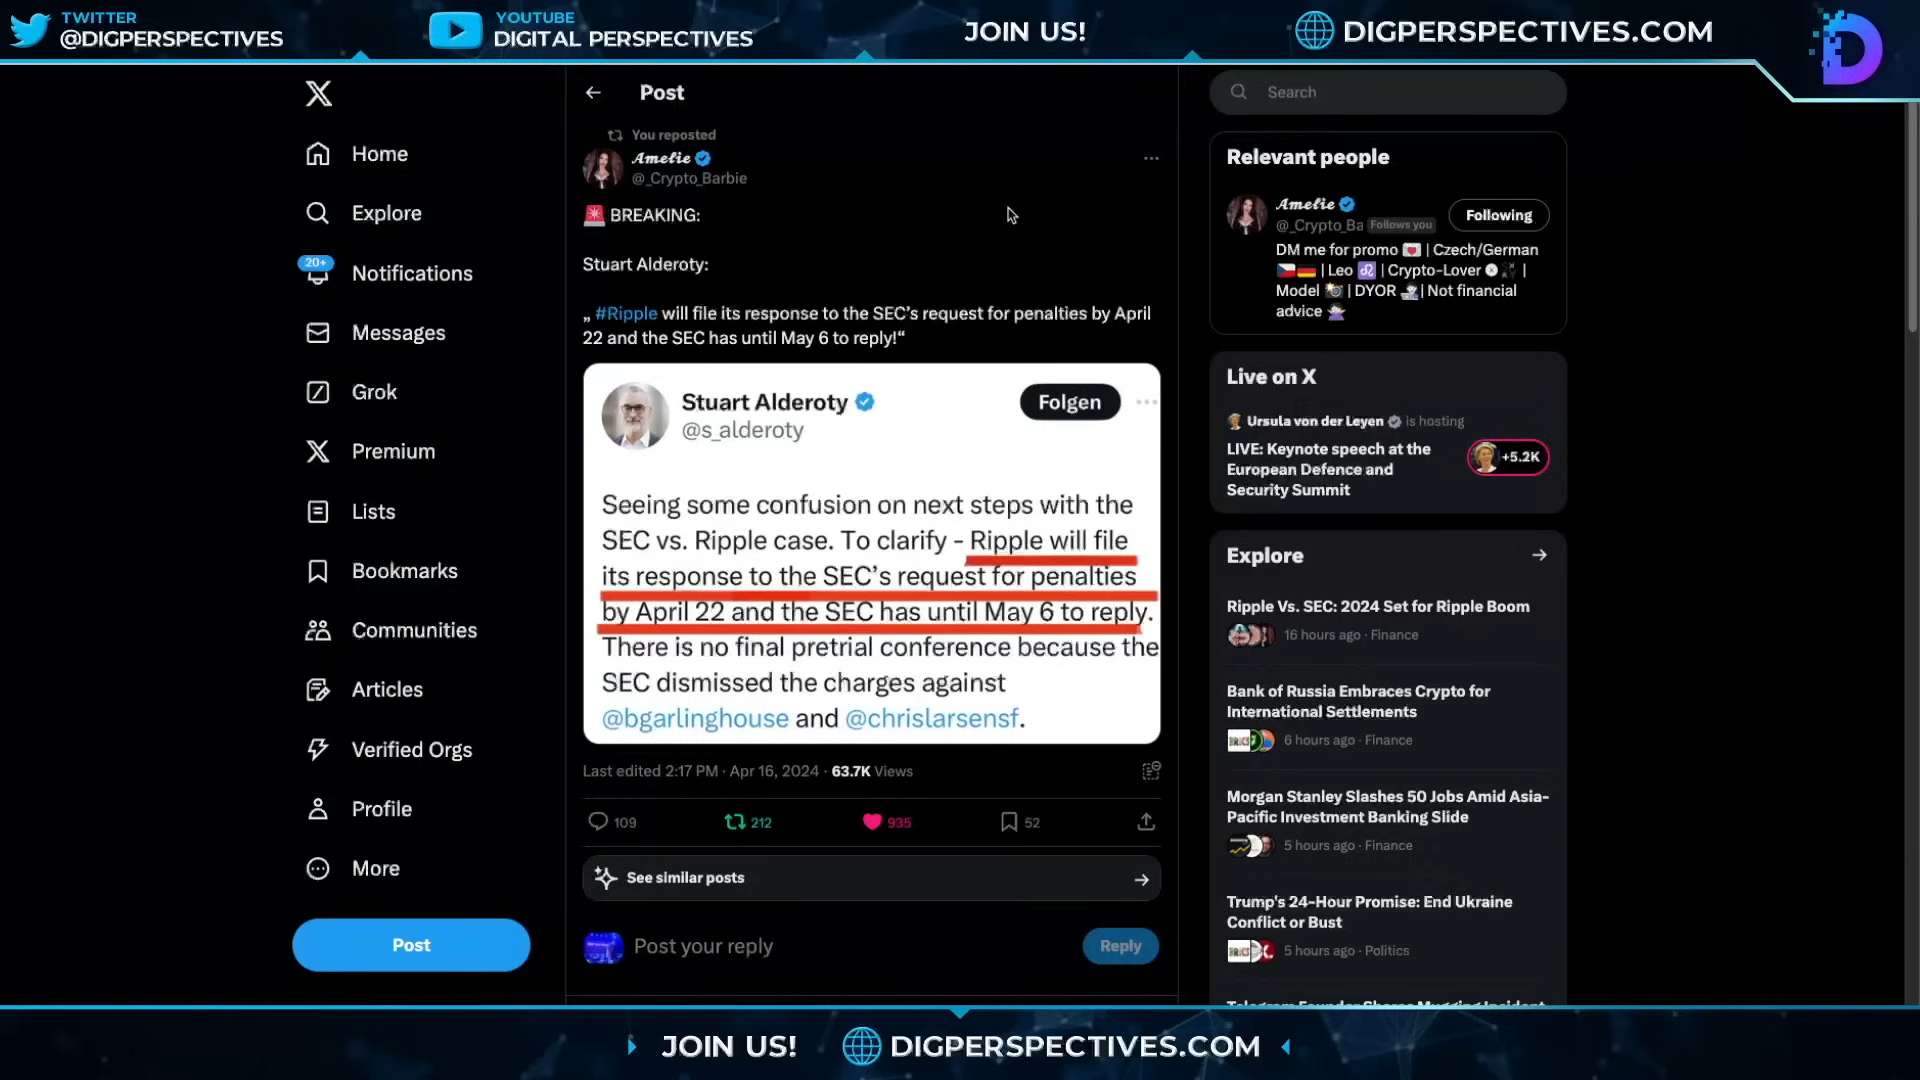 TWITTER
@DIGPERSPECTIVES
YOUTUBE
DIGITAL PERSPECTIVES
JOIN US!
DIGPERSPECTIVES.COM
Home
Explore
20+
Notifications
Messages
Grok
Premium
Lists
Bookmarks
Communities
Articles
Verified Orgs
Profile
More
Post
Post
You reposted
Amelie
@_Crypto_Barbie
BREAKING:
Stuart Alderoty:
„ #Ripple will file its response to the SEC’s request for penalties by April
22 and the SEC has until May 6 to reply!“
Stuart Alderoty
@s_alderoty
Folgen
Seeing some confusion on next steps with the
SEC vs. Ripple case. To clarify - Ripple will file
its response to the SEC’s request for penalties
by April 22 and the SEC has until May 6 to reply.
There is no final pretrial conference because the
SEC dismissed the charges against
@bgarlinghouse and @chrislarsensf.
Last edited 2:17 PM · Apr 16, 2024 · 63.7K Views
109
212
935
52
See similar posts
Post your reply
Reply
Search
Relevant people
Amelie
@_Crypto_Ba Follows you
Following
DM me for promo | Czech/German
| Leo | Crypto-Lover |
Model | DYOR | Not financial
advice
Live on X
Ursula von der Leyen is hosting
LIVE: Keynote speech at the
European Defence and
Security Summit
+5.2K
Explore
Ripple Vs. SEC: 2024 Set for Ripple Boom
16 hours ago · Finance
Bank of Russia Embraces Crypto for
International Settlements
BRICS
6 hours ago · Finance
Morgan Stanley Slashes 50 Jobs Amid Asia-
Pacific Investment Banking Slide
5 hours ago · Finance
Trump's 24-Hour Promise: End Ukraine
Conflict or Bust
BRICS
5 hours ago · Politics
Telegram Founder Shares Mugging Incident
JOIN US!
DIGPERSPECTIVES.COM